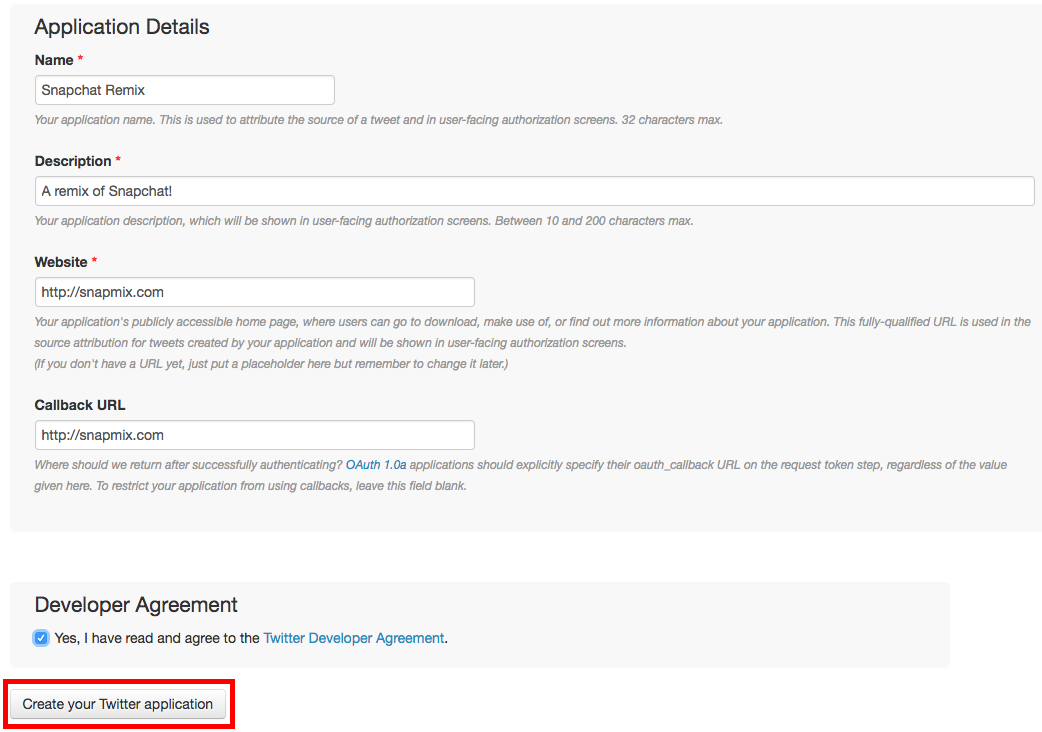 Application Details
Name *
Snapchat Remix
Your application name. This is used to attribute the source of a tweet and in user-facing authorization screens. 32 characters max.
Description *
A remix of Snapchat!
Your application description, which will be shown in user-facing authorization screens. Between 10 and 200 characters max.
Website *
http://snapmix.com
Your application's publicly accessible home page, where users can go to download, make use of, or find out more information about your application. This fully-qualified URL is used in the
source attribution for tweets created by your application and will be shown in user-facing authorization screens.
(If you don't have a URL yet, just put a placeholder here but remember to change it later.)
Callback URL
http://snapmix.com
Where should we return after successfully authenticating? OAuth 1.0a applications should explicitly specify their oauth_callback URL on the request token step, regardless of the value
given here. To restrict your application from using callbacks, leave this field blank.
Developer Agreement
Yes, I have read and agree to the Twitter Developer Agreement.
Create your Twitter application